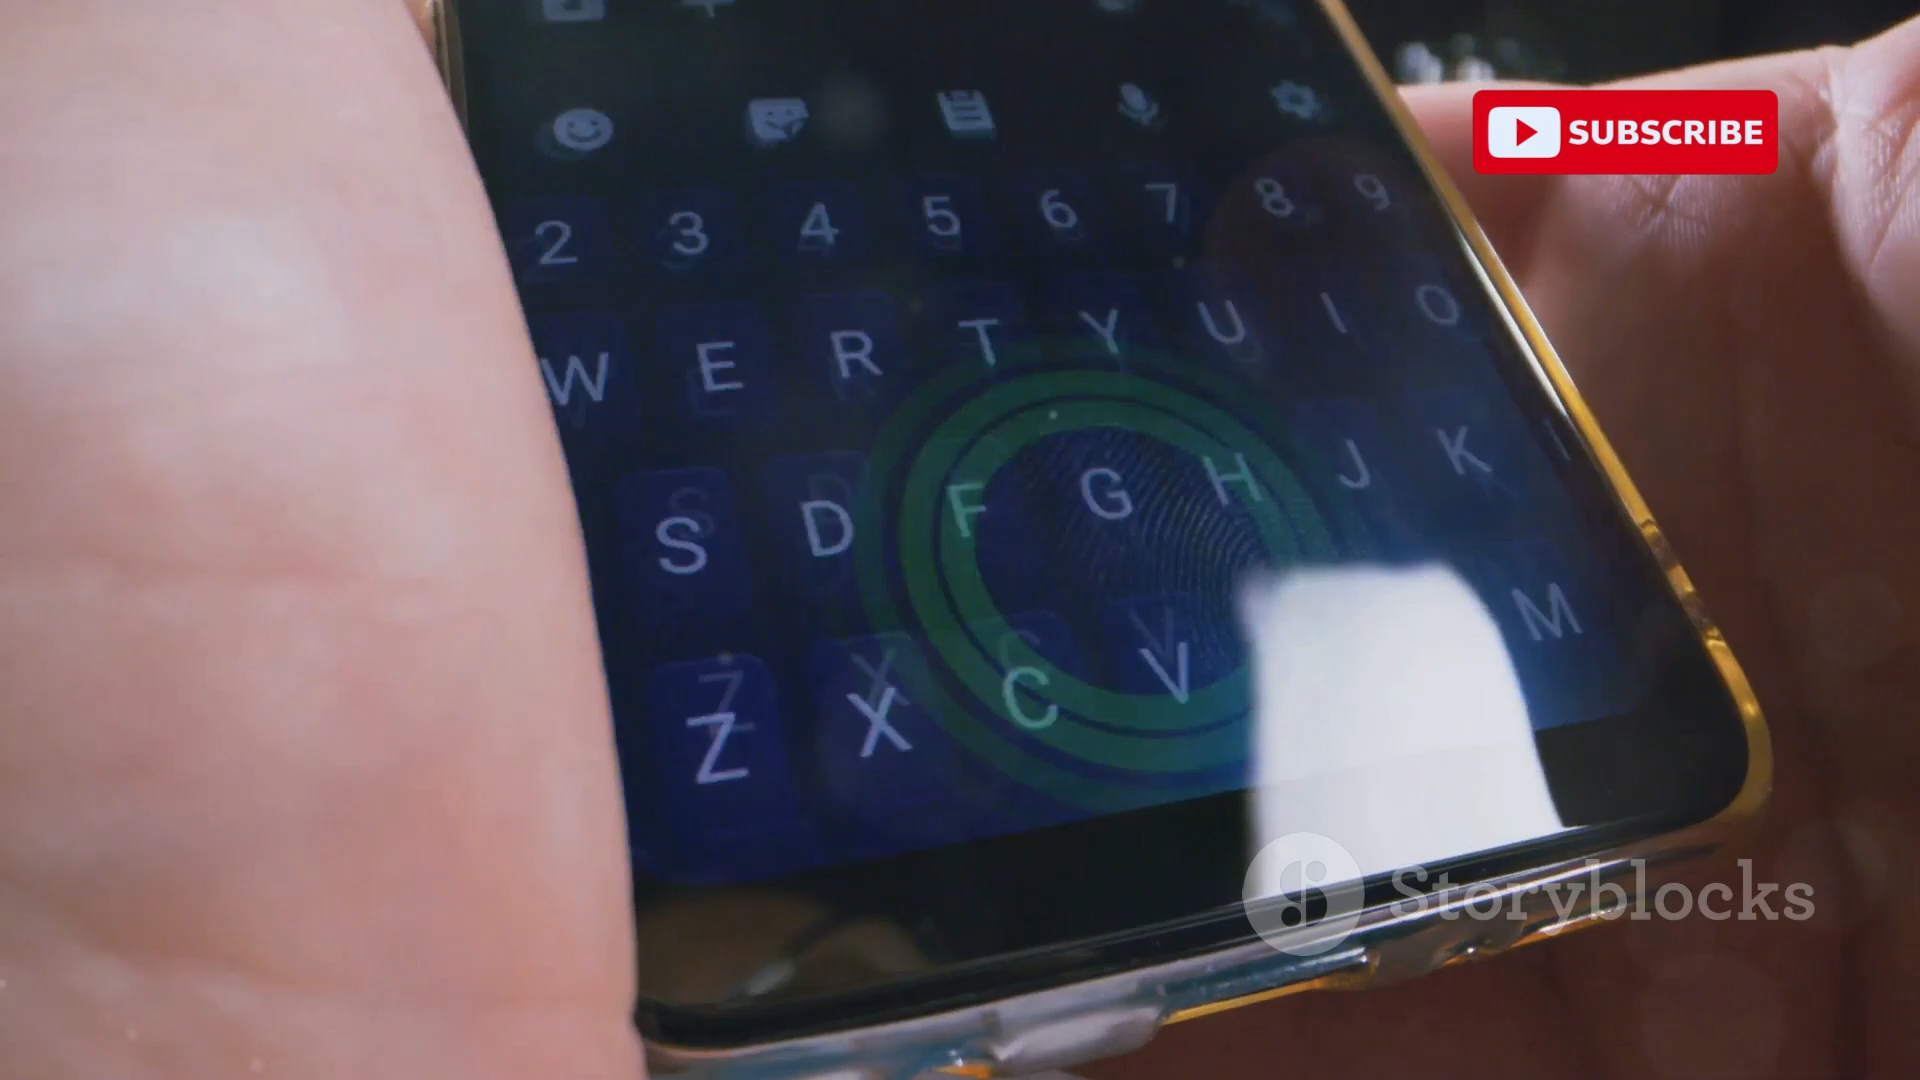 SUBSCRIBE
2 3 4 5 6 7 8 9
W E R T Y U I O
S D F G H J K
Z X C V M
Storyblocks